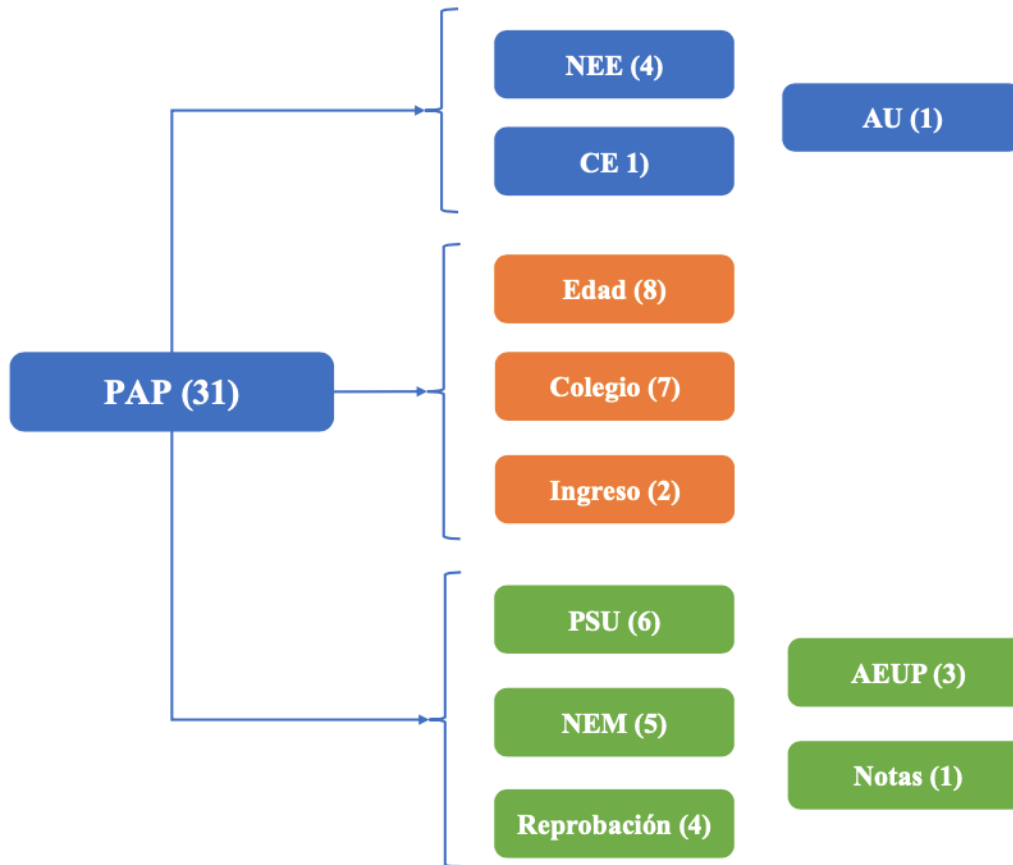 NEE (4)
AU (1)
CE 1)
Edad (8)
PAP (31)
Colegio (7)
Ingreso (2)
PSU (6)
AEUP (3)
NEM (5)
Notas (1)
Reprobación (4)